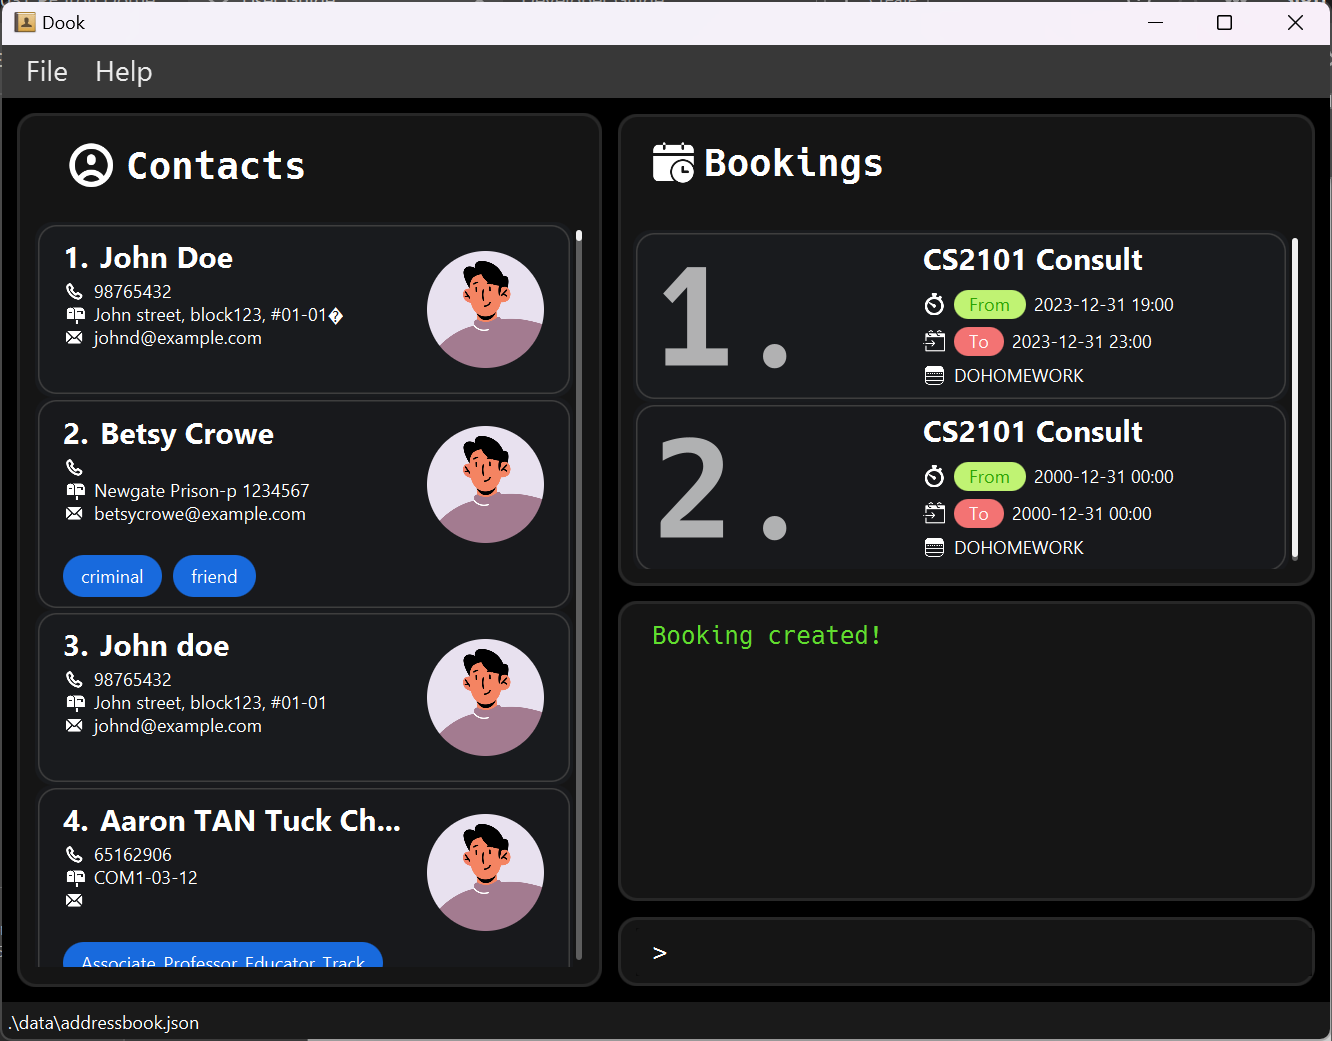 Dook
File Help
Contacts
1. John Doe
98765432
John street, block123, #01-01�
johnd@example.com
2. Betsy Crowe
Newgate Prison-p 1234567
betsycrowe@example.com
criminal friend
3. John doe
98765432
John street, block123, #01-01
johnd@example.com
4. Aaron TAN Tuck Ch...
65162906
COM1-03-12
Associate Professor Educator Track
Bookings
1.
CS2101 Consult
From 2023-12-31 19:00
To 2023-12-31 23:00
DOHOMEWORK
2.
CS2101 Consult
From 2000-12-31 00:00
To 2000-12-31 00:00
DOHOMEWORK
Booking created!
>
.\data\addressbook.json